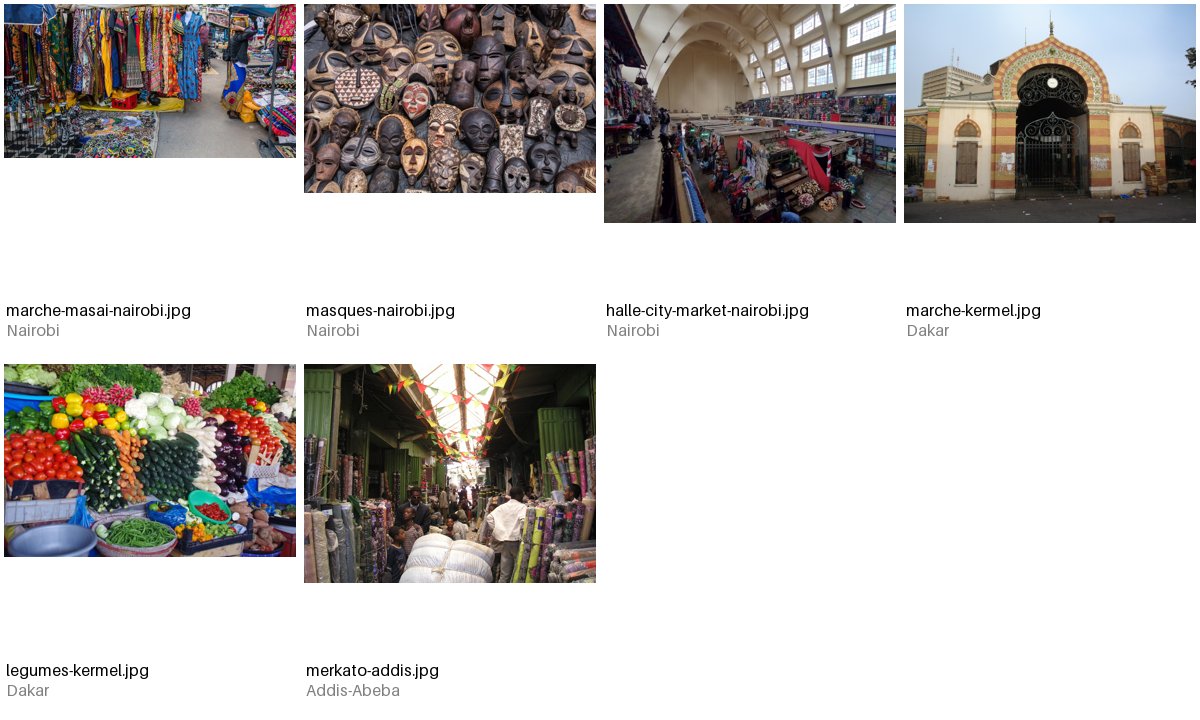 marche-masai-nairobi.jpg
Nairobi
masques-nairobi.jpg
Nairobi
halle-city-market-nairobi.jpg
Nairobi
marche-kermel.jpg
Dakar
legumes-kermel.jpg
Dakar
merkato-addis.jpg
Addis-Abeba